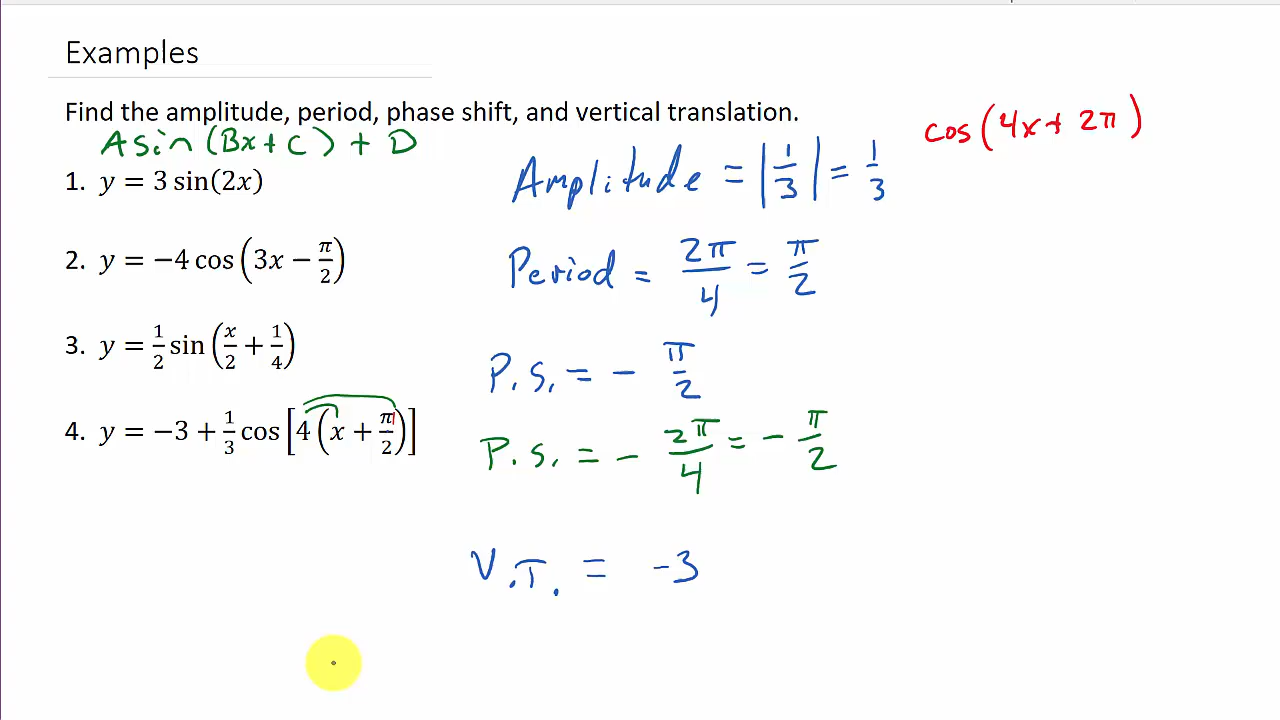 Examples
Find the amplitude, period, phase shift, and vertical translation.
A sin (Bx + C) + D
cos (4x + 2π)
1. y = 3 sin(2x)
Amplitude = |1/3| = 1/3
2. y = −4 cos(3x − π/2)
Period = 2π/4 = π/2
3. y = 1/2 sin(x/2 + 1/4)
P.S. = − π/2
4. y = −3 + 1/3 cos[4(x + π/2)]
P.S. = − 2π/4 = − π/2
V.T. = -3